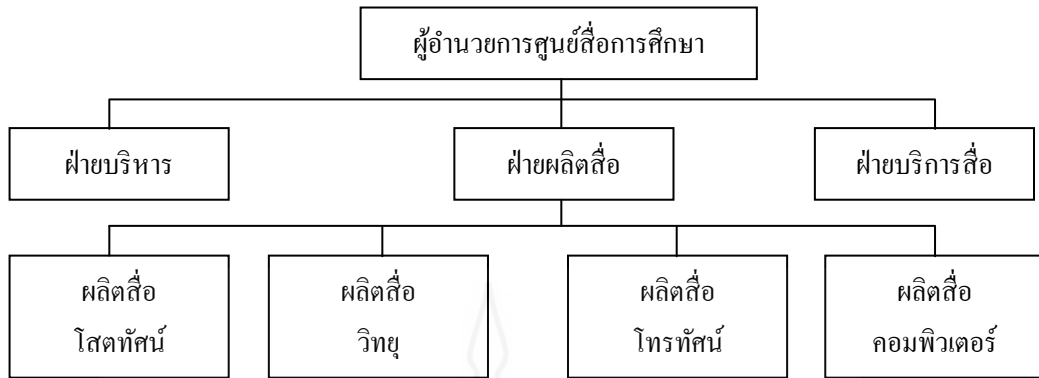 ผู้อำนวยการศูนย์สื่อการศึกษา
ฝ่ายบริหาร
ฝ่ายผลิตสื่อ
ฝ่ายบริการสื่อ
ผลิตสื่อ
โสตทัศน์
ผลิตสื่อ
วิทยุ
ผลิตสื่อ
โทรทัศน์
ผลิตสื่อ
คอมพิวเตอร์